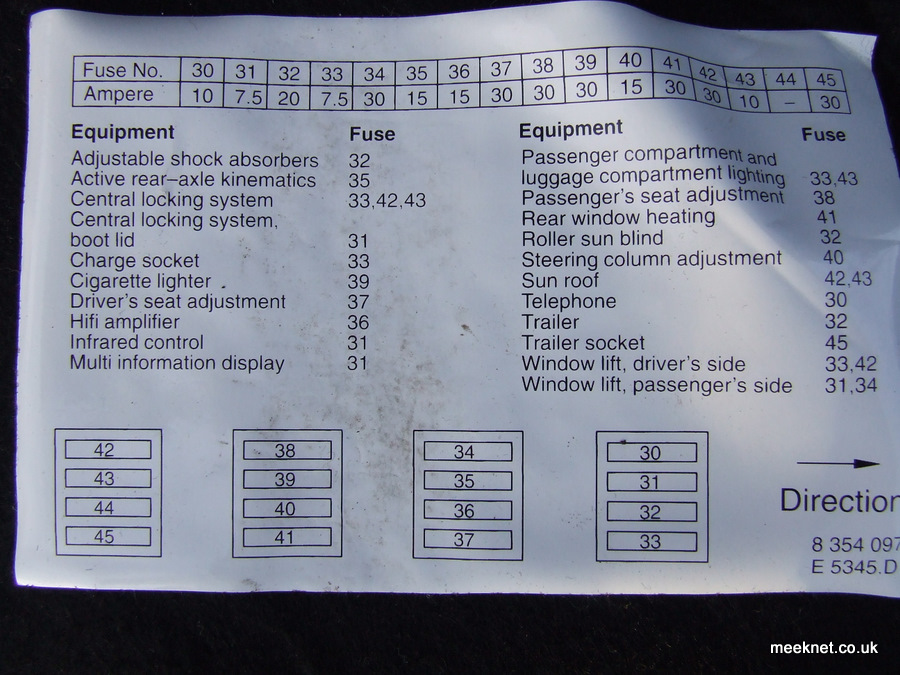 Fuse No. 30 31 32 33 34 35 36 37 38 39 40 41 42 43 44 45
Ampere 10 7.5 20 7.5 30 15 15 30 30 30 15 30 30 10 – 30
Equipment Fuse
Adjustable shock absorbers 32
Active rear–axle kinematics 35
Central locking system 33,42,43
Central locking system,
boot lid 31
Charge socket 33
Cigarette lighter 39
Driver's seat adjustment 37
Hifi amplifier 36
Infrared control 31
Multi information display 31
Equipment Fuse
Passenger compartment and
luggage compartment lighting 33,43
Passenger's seat adjustment 38
Rear window heating 41
Roller sun blind 32
Steering column adjustment 40
Sun roof 42,43
Telephone 30
Trailer 32
Trailer socket 45
Window lift, driver's side 33,42
Window lift, passenger's side 31,34
42
43
44
45
38
39
40
41
34
35
36
37
30
31
32
33
Direction
8 354 097
E 5345.D
meeknet.co.uk